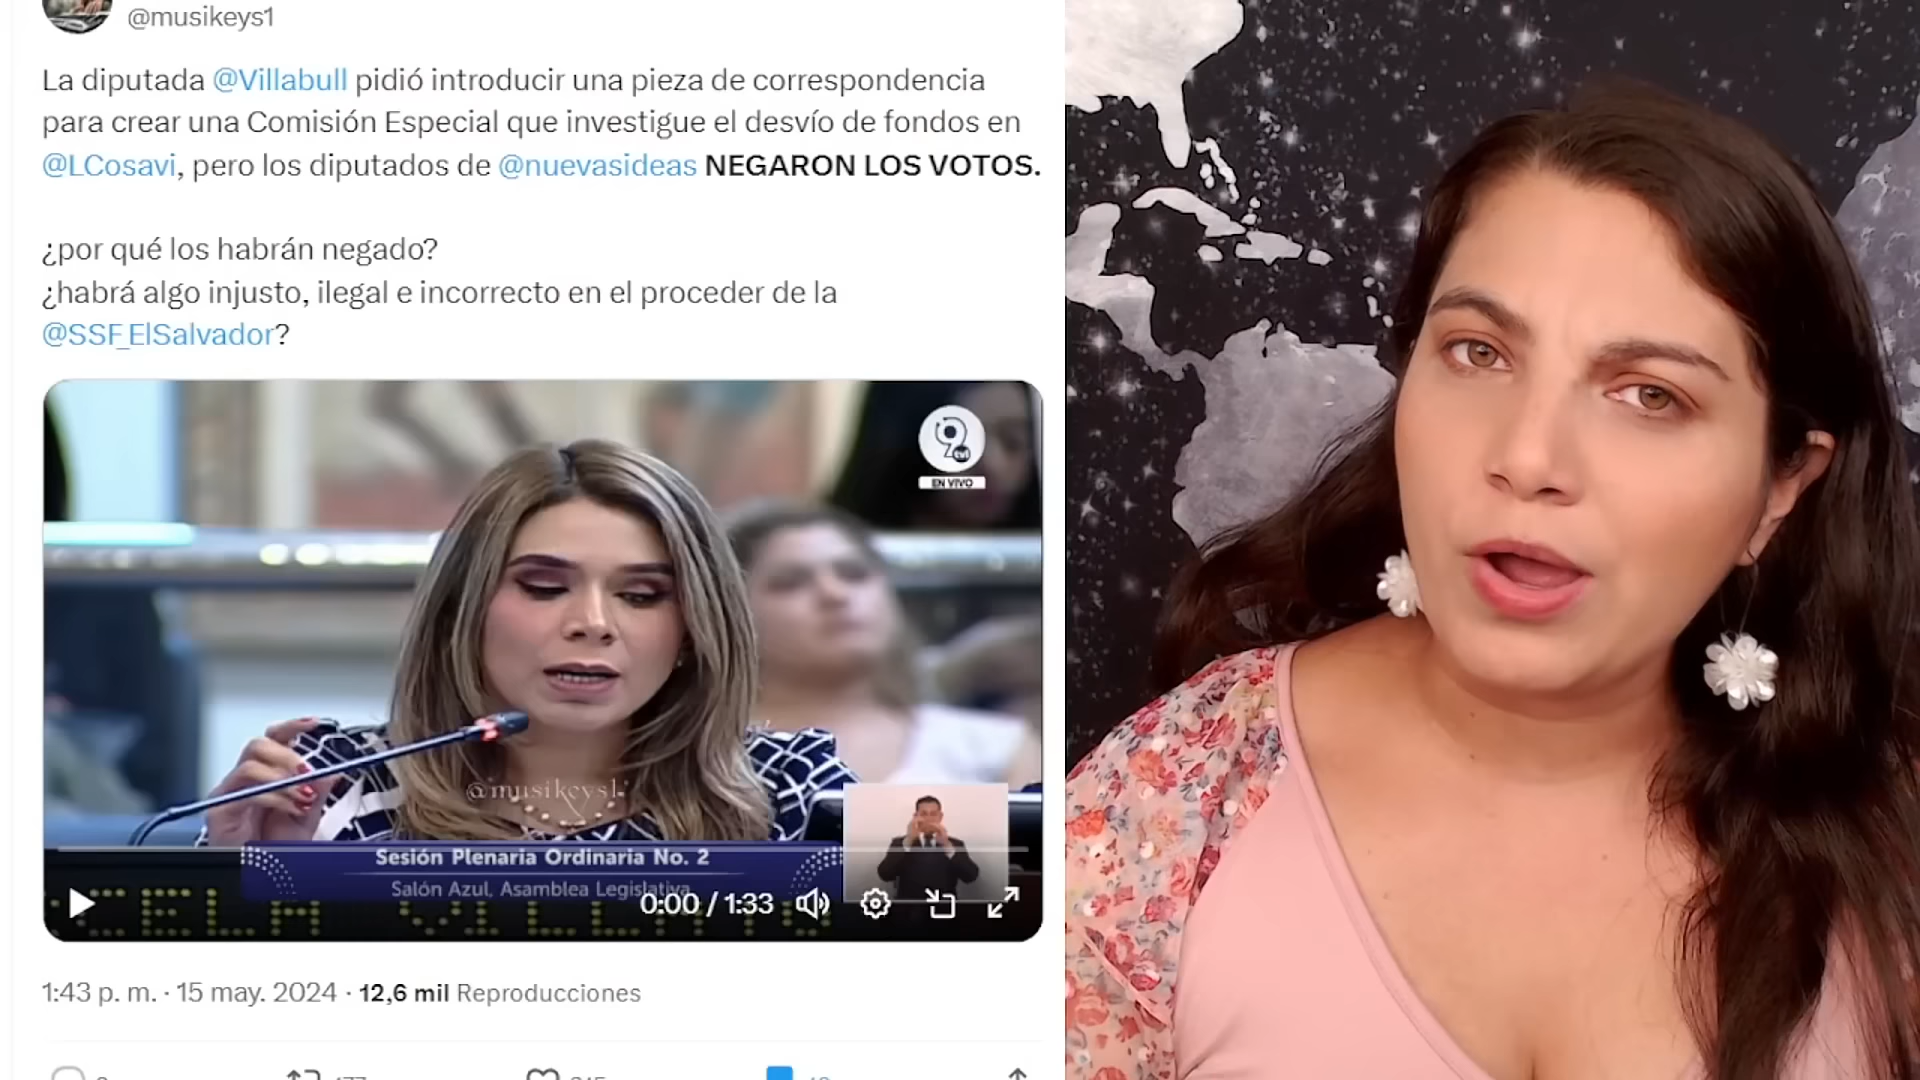 @musikeys1
La diputada @Villabull pidió introducir una pieza de correspondencia
para crear una Comisión Especial que investigue el desvío de fondos en
@LCosavi, pero los diputados de @nuevasideas NEGARON LOS VOTOS.
¿por qué los habrán negado?
¿habrá algo injusto, ilegal e incorrecto en el proceder de la
@SSF_ElSalvador?
9
tvl
EN VIVO
@musikeys1
Sesión Plenaria Ordinaria No. 2
Salón Azul, Asamblea Legislativa
0:00 / 1:33
1:43 p. m. · 15 may. 2024 · 12,6 mil Reproducciones